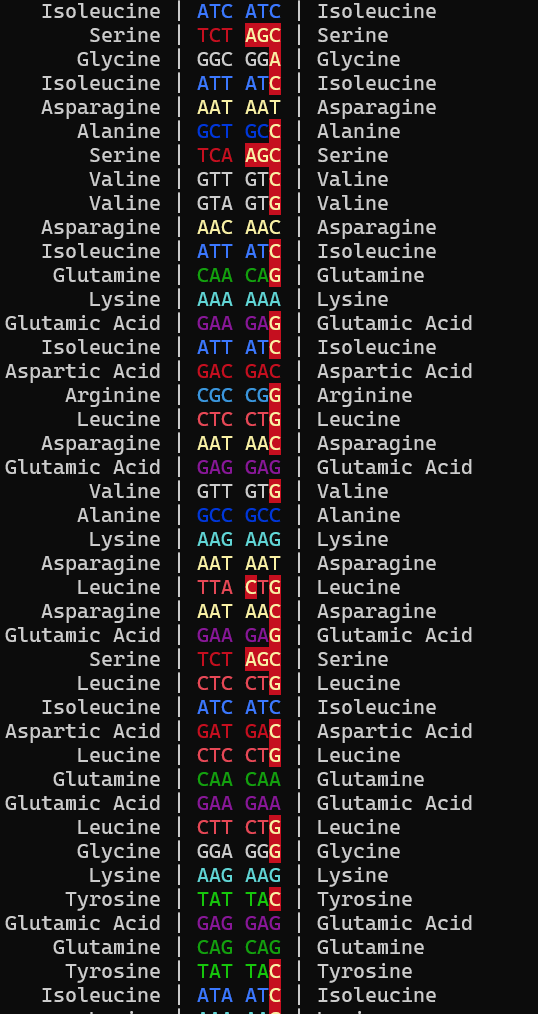 Isoleucine | ATC ATC | Isoleucine
Serine | TCT AGC | Serine
Glycine | GGC GGA | Glycine
Isoleucine | ATT ATC | Isoleucine
Asparagine | AAT AAT | Asparagine
Alanine | GCT GCC | Alanine
Serine | TCA AGC | Serine
Valine | GTT GTC | Valine
Valine | GTA GTG | Valine
Asparagine | AAC AAC | Asparagine
Isoleucine | ATT ATC | Isoleucine
Glutamine | CAA CAG | Glutamine
Lysine | AAA AAA | Lysine
Glutamic Acid | GAA GAG | Glutamic Acid
Isoleucine | ATT ATC | Isoleucine
Aspartic Acid | GAC GAC | Aspartic Acid
Arginine | CGC CGG | Arginine
Leucine | CTC CTG | Leucine
Asparagine | AAT AAC | Asparagine
Glutamic Acid | GAG GAG | Glutamic Acid
Valine | GTT GTG | Valine
Alanine | GCC GCC | Alanine
Lysine | AAG AAG | Lysine
Asparagine | AAT AAT | Asparagine
Leucine | TTA CTG | Leucine
Asparagine | AAT AAC | Asparagine
Glutamic Acid | GAA GAG | Glutamic Acid
Serine | TCT AGC | Serine
Leucine | CTC CTG | Leucine
Isoleucine | ATC ATC | Isoleucine
Aspartic Acid | GAT GAC | Aspartic Acid
Leucine | CTC CTG | Leucine
Glutamine | CAA CAA | Glutamine
Glutamic Acid | GAA GAA | Glutamic Acid
Leucine | CTT CTG | Leucine
Glycine | GGA GGG | Glycine
Lysine | AAG AAG | Lysine
Tyrosine | TAT TAC | Tyrosine
Glutamic Acid | GAG GAG | Glutamic Acid
Glutamine | CAG CAG | Glutamine
Tyrosine | TAT TAC | Tyrosine
Isoleucine | ATA ATC | Isoleucine